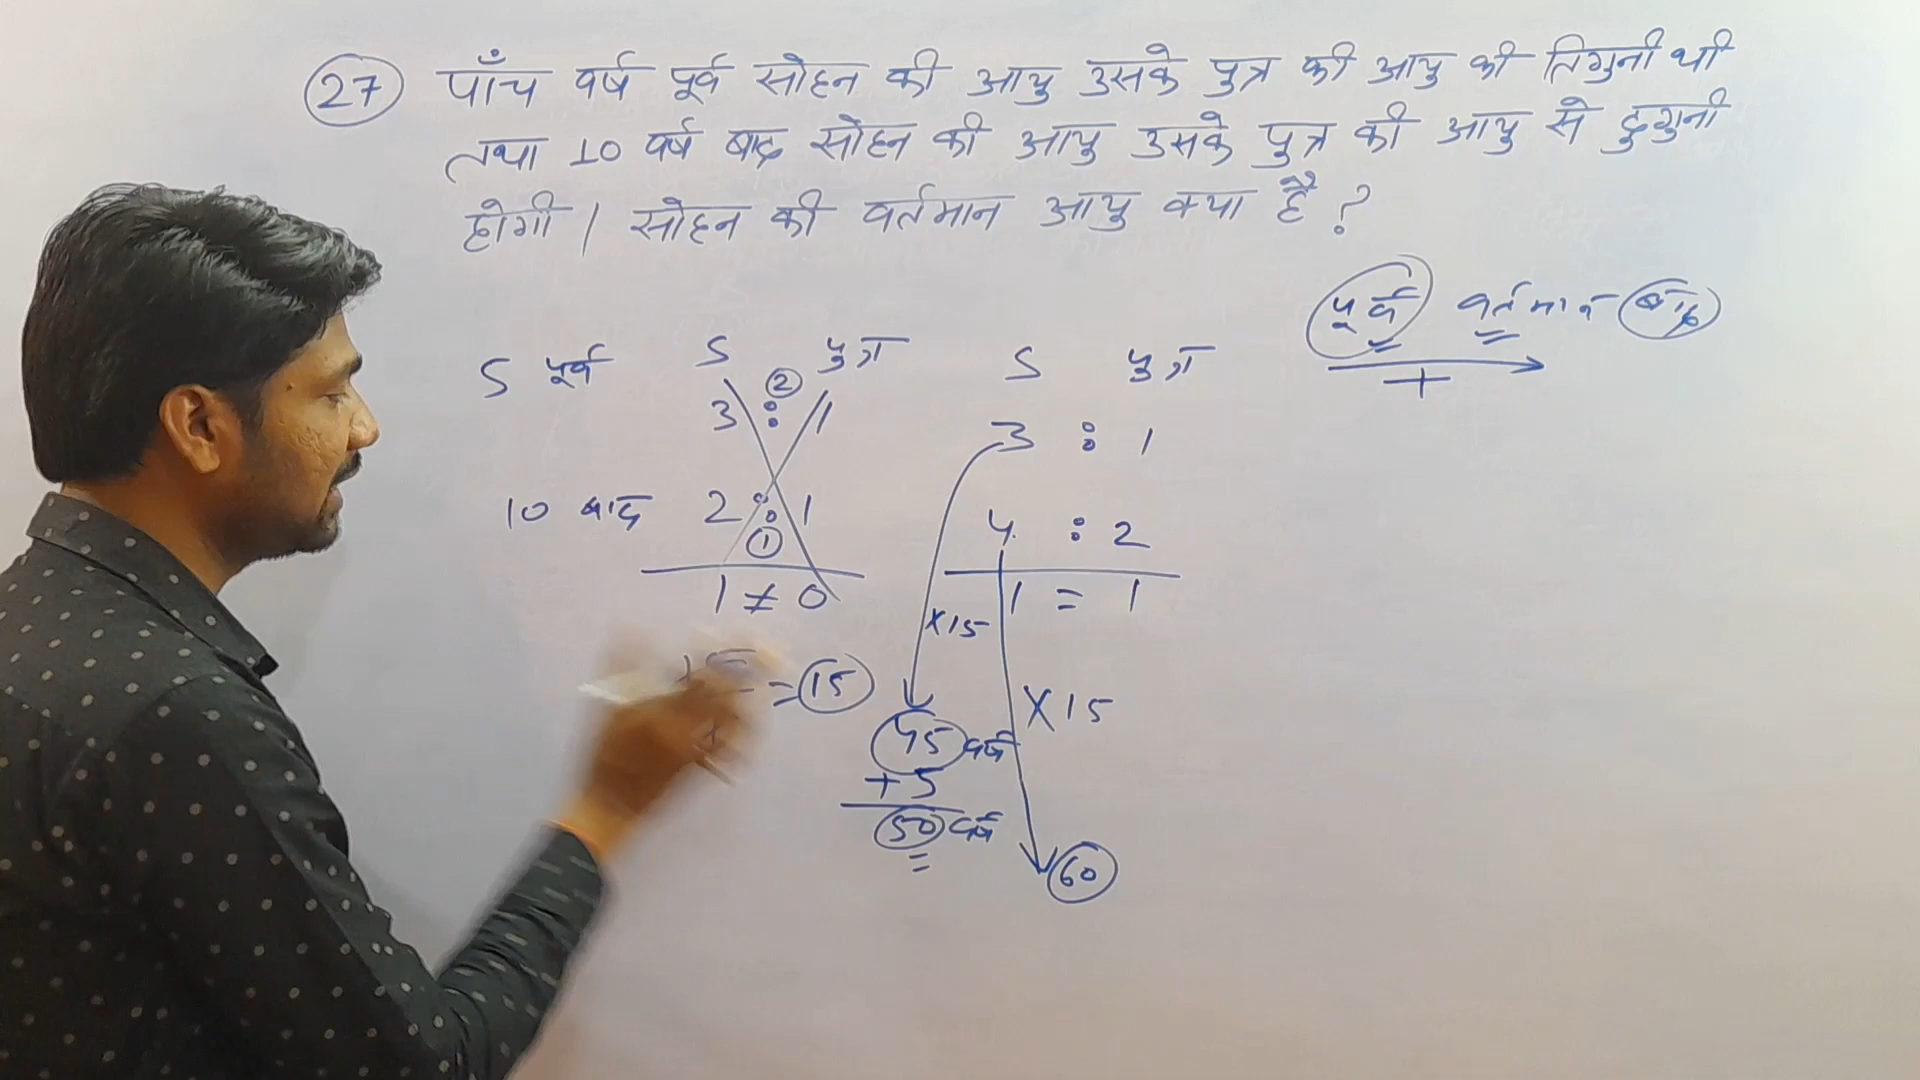 27 पाँच वर्ष पूर्व सोहन की आयु उसके पुत्र की आयु की तिगुनी थी
तथा 10 वर्ष बाद सोहन की आयु उसके पुत्र की आयु से दुगुनी
होगी । सोहन की वर्तमान आयु क्या है ?
पूर्व वर्तमान बाद
+
5 पूर्व S पुत्र S पुत्र
② 
3 : 1 3 : 1
10 बाद 2 : 1 4 : 2
①
1 ≠ 0 1 = 1
×15
= 15 ×15
45 वर्ष
+ 5
50 वर्ष
60